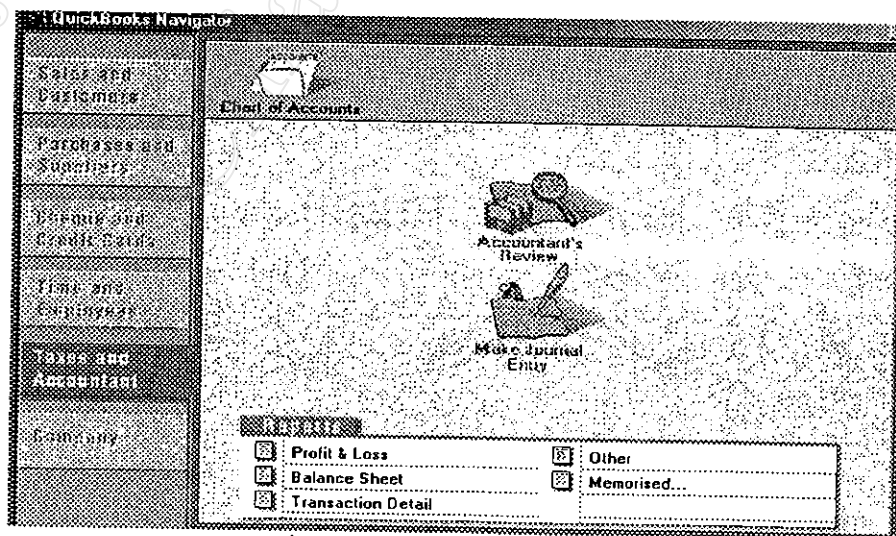 QuickBooks Navigator
Sales and
Customers
Purchases and
Suppliers
Cheque and
Credit Cards
Time and
Employees
Taxes and
Accountant
Company
Chart of Accounts
Accountant's
Review
Make Journal
Entry
Reports
Profit & Loss
Balance Sheet
Transaction Detail
Other
Memorised...